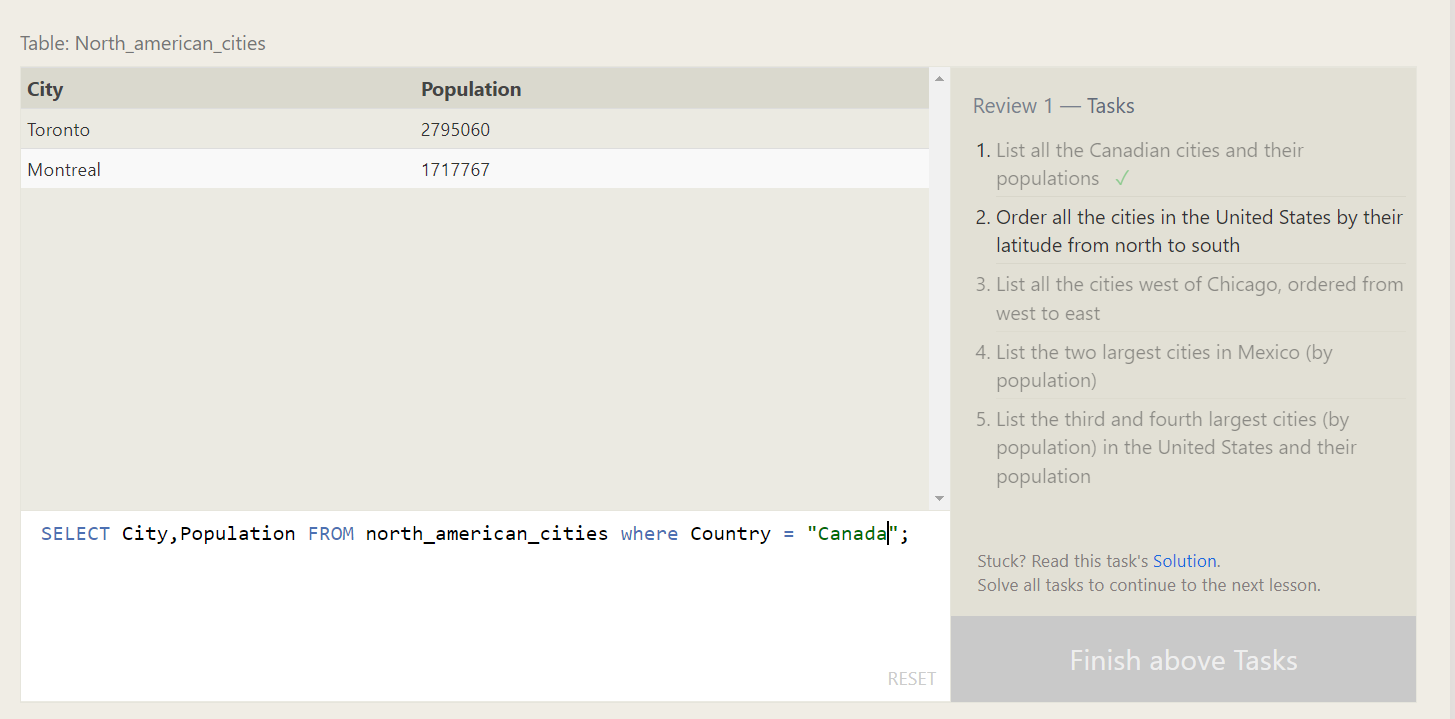 Table: North_american_cities
City Population
Toronto 2795060
Montreal 1717767
SELECT City,Population FROM north_american_cities where Country = "Canada";
RESET
Review 1 — Tasks
1. List all the Canadian cities and their
populations ✓
2. Order all the cities in the United States by their
latitude from north to south
3. List all the cities west of Chicago, ordered from
west to east
4. List the two largest cities in Mexico (by
population)
5. List the third and fourth largest cities (by
population) in the United States and their
population
Stuck? Read this task's Solution.
Solve all tasks to continue to the next lesson.
Finish above Tasks